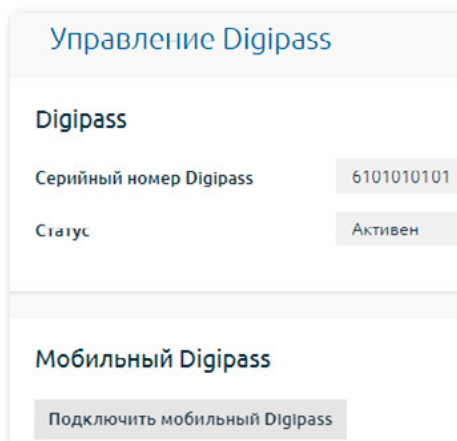 Управление Digipass
Digipass
Серийный номер Digipass 6101010101
Статус Активен
Мобильный Digipass
Подключить мобильный Digipass